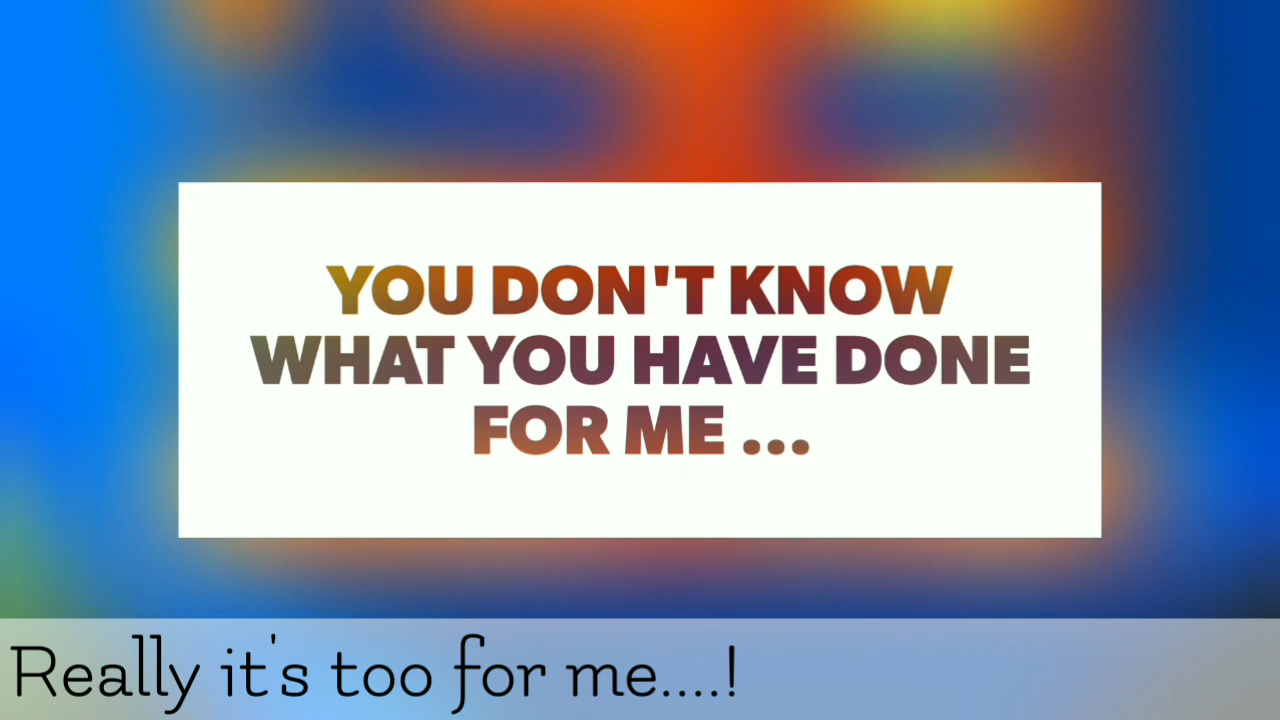 YOU DON'T KNOW
WHAT YOU HAVE DONE
FOR ME ...
Really it's too for me....!